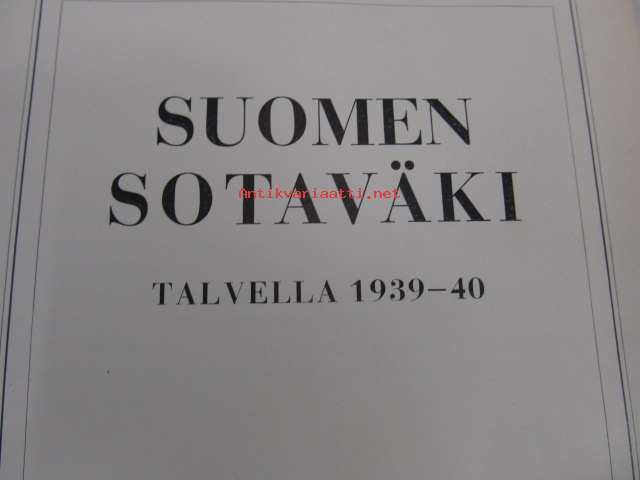 SUOMEN
Antikvariaatti.net
SOTAVÄKI
TALVELLA 1939–40